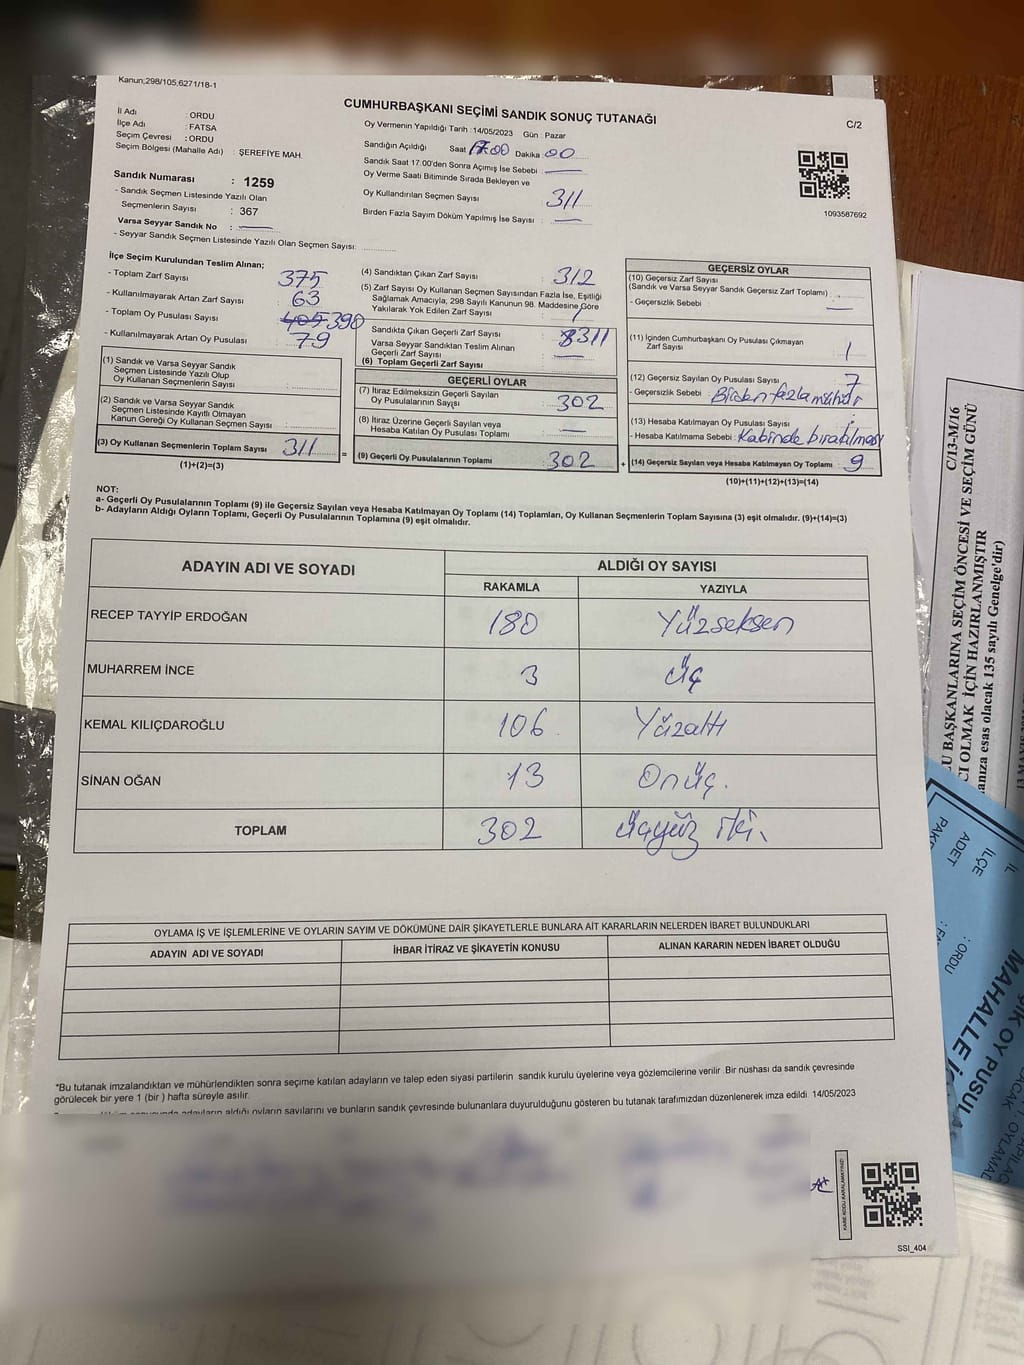 Kanun;298/105,6271/18-1
CUMHURBAŞKANI SEÇİMİ SANDIK SONUÇ TUTANAĞI
C/2
İl Adı : ORDU
İlçe Adı : FATSA
Seçim Çevresi : ORDU
Seçim Bölgesi (Mahalle Adı) : ŞEREFİYE MAH.
Sandık Numarası : 1259
- Sandık Seçmen Listesinde Yazılı Olan
Seçmenlerin Sayısı : 367
Varsa Seyyar Sandık No :
- Seyyar Sandık Seçmen Listesinde Yazılı Olan Seçmen Sayısı:
Oy Vermenin Yapıldığı Tarih :14/05/2023 Gün : Pazar
Sandığın Açıldığı Saat 17:00 Dakika 00
Sandık Saat 17.00'den Sonra Açımış İse Sebebi
Oy Verme Saati Bitiminde Sırada Bekleyen ve
Oy Kullandırılan Seçmen Sayısı 311
Birden Fazla Sayım Döküm Yapılmış İse Sayısı :
1093587692
İlçe Seçim Kurulundan Teslim Alınan;
- Toplam Zarf Sayısı 375
- Kullanılmayarak Artan Zarf Sayısı 63
- Toplam Oy Pusulası Sayısı 405 390
- Kullanılmayarak Artan Oy Pusulası 79
(1) Sandık ve Varsa Seyyar Sandık
Seçmen Listesinde Yazılı Olup
Oy Kullanan Seçmenlerin Sayısı
(2) Sandık ve Varsa Seyyar Sandık
Seçmen Listesinde Kayıtlı Olmayan
Kanun Gereği Oy Kullanan Seçmen Sayısı :
(3) Oy Kullanan Seçmenlerin Toplam Sayısı 311
(1)+(2)=(3)
=
(4) Sandıktan Çıkan Zarf Sayısı : 312
(5) Zarf Sayısı Oy Kullanan Seçmen Sayısından Fazla İse, Eşitliği
Sağlamak Amacıyla, 298 Sayılı Kanunun 98. Maddesine Göre
Yakılarak Yok Edilen Zarf Sayısı 1
Sandıkta Çıkan Geçerli Zarf Sayısı 311
Varsa Seyyar Sandıktan Teslim Alınan
Geçerli Zarf Sayısı
(6) Toplam Geçerli Zarf Sayısı
GEÇERLİ OYLAR
(7) İtiraz Edilmeksizin Geçerli Sayılan
Oy Pusulalarının Sayısı : 302
(8) İtiraz Üzerine Geçerli Sayılan veya
Hesaba Katılan Oy Pusulası Toplamı
(9) Geçerli Oy Pusulalarının Toplamı : 302
+
GEÇERSİZ OYLAR
(10) Geçersiz Zarf Sayısı
(Sandık ve Varsa Seyyar Sandık Geçersiz Zarf Toplamı) :
- Geçersizlik Sebebi :
(11) İçinden Cumhurbaşkanı Oy Pusulası Çıkmayan
Zarf Sayısı 1
(12) Geçersiz Sayılan Oy Pusulası Sayısı 7
- Geçersizlik Sebebi : Birden fazla mühür
(13) Hesaba Katılmayan Oy Pusulası Sayısı 1
- Hesaba Katılmama Sebebi : Kabinde bırakılması
(14) Geçersiz Sayılan veya Hesaba Katılmayan Oy Toplamı 9
(10)+(11)+(12)+(13)=(14)
NOT:
a- Geçerli Oy Pusulalarının Toplamı (9) ile Geçersiz Sayılan veya Hesaba Katılmayan Oy Toplamı (14) Toplamları, Oy Kullanan Seçmenlerin Toplam Sayısına (3) eşit olmalıdır. (9)+(14)=(3)
b- Adayların Aldığı Oyların Toplamı, Geçerli Oy Pusulalarının Toplamına (9) eşit olmalıdır.
ADAYIN ADI VE SOYADI ALDIĞI OY SAYISI
RAKAMLA YAZIYLA
RECEP TAYYİP ERDOĞAN 180 Yüzseksen
MUHARREM İNCE 3 Üç
KEMAL KILIÇDAROĞLU 106 Yüzaltı
SİNAN OĞAN 13 Onüç.
TOPLAM 302 Üçyüz iki.
OYLAMA İŞ VE İŞLEMLERİNE VE OYLARIN SAYIM VE DÖKÜMÜNE DAİR ŞİKAYETLERLE BUNLARA AİT KARARLARIN NELERDEN İBARET BULUNDUKLARI
ADAYIN ADI VE SOYADI İHBAR İTİRAZ VE ŞİKAYETİN KONUSU ALINAN KARARIN NEDEN İBARET OLDUĞU
*Bu tutanak imzalandıktan ve mühürlendikten sonra seçime katılan adayların ve talep eden siyasi partilerin sandık kurulu üyelerine veya gözlemcilerine verilir .Bir nüshası da sandık çevresinde
görülecek bir yere 1 (bir ) hafta süreyle asılır.
adayların aldığı oyların sayılarını ve bunların sandık çevresinde bulunanlara duyurulduğunu gösteren bu tutanak tarafımızdan düzenlenerek imza edildi. 14/05/2023
KARE KODU KARALAMAYINIZ!
SSI_404
C/13-M/16
U BAŞKANLARINA SEÇİM ÖNCESİ VE SEÇİM GÜNÜ
CI OLMAK İÇİN HAZIRLANMIŞTIR
anıza esas olacak 135 sayılı Genelge'dir)
İL
İLÇE
ADET
: ORDU
MAHALLE
OY PUSUL